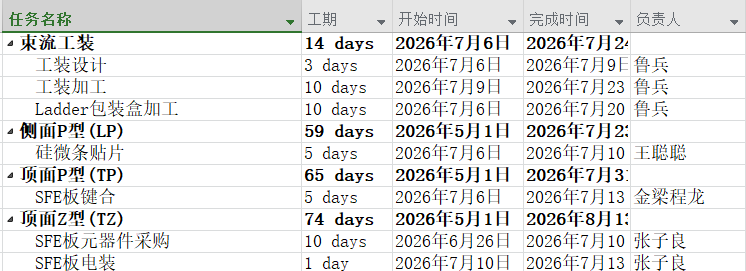 任务名称 工期 开始时间 完成时间 负责人
束流工装 14 days 2026年7月6日 2026年7月24
工装设计 3 days 2026年7月6日 2026年7月9日 鲁兵
工装加工 10 days 2026年7月9日 2026年7月23 鲁兵
Ladder包装盒加工 10 days 2026年7月6日 2026年7月20 鲁兵
侧面P型(LP) 59 days 2026年5月1日 2026年7月23
硅微条贴片 5 days 2026年7月6日 2026年7月10 王聪聪
顶面P型(TP) 65 days 2026年5月1日 2026年7月31
SFE板键合 5 days 2026年7月6日 2026年7月13 金梁程龙
顶面Z型(TZ) 74 days 2026年5月1日 2026年8月13
SFE板元器件采购 10 days 2026年6月26日 2026年7月10 张子良
SFE板电装 1 day 2026年7月10日 2026年7月13 张子良